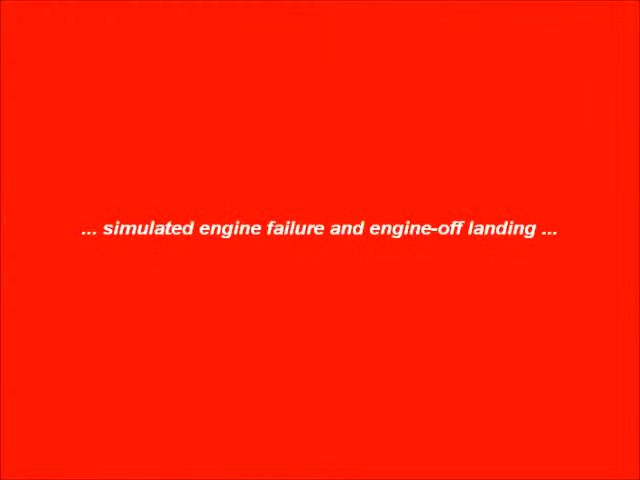 ... simulated engine failure and engine-off landing ...